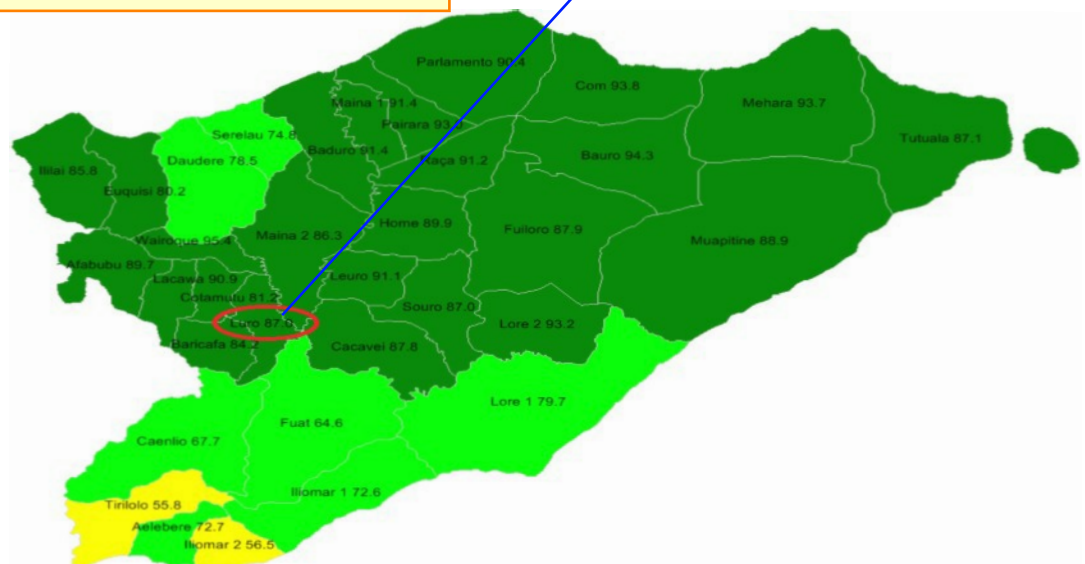 Parlamento 90.4
Com 93.8
Mehara 93.7
Maina 1 91.4
Rairara 93.0
Serelau 74.8
Tutuala 87.1
Baduro 91.4
Raça 91.2
Bauro 94.3
Daudere 78.5
Ililai 85.8
Euquisi 80.2
Home 89.9
Fuiloro 87.9
Wairoque 95.4
Maina 2 86.3
Muapitine 88.9
Afabubu 89.7
Lacawa 90.9
Leuro 91.1
Cotamutu 81.2
Souro 87.0
Luro 87.0
Lore 2 93.2
Baricafa 84.2
Cacavei 87.8
Lore 1 79.7
Fuat 64.6
Caenlio 67.7
Iliomar 1 72.6
Tirilolo 55.8
Aelebere 72.7
Iliomar 2 56.5